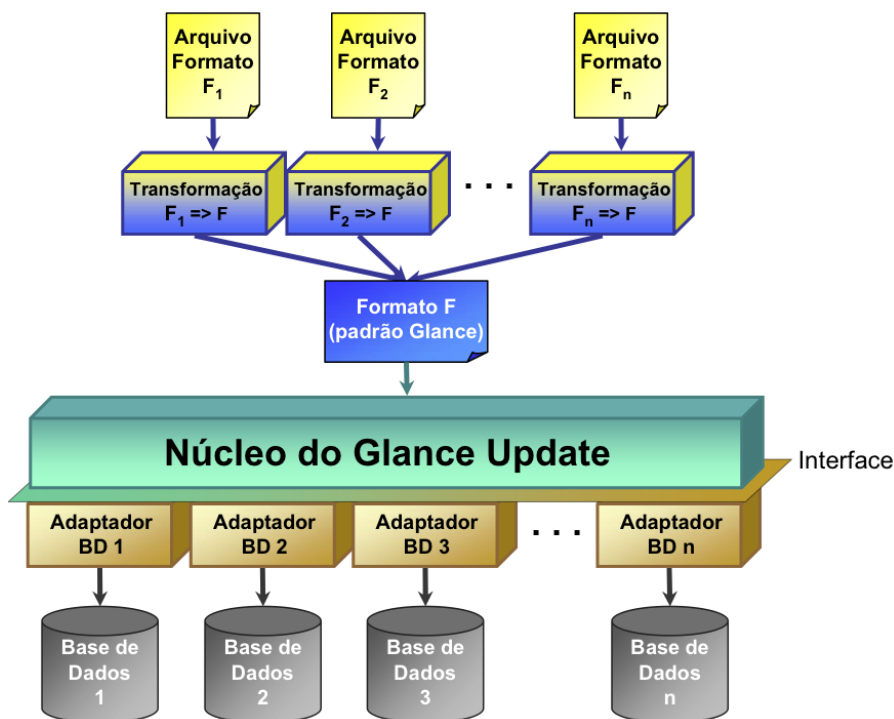 Arquivo
Formato
F1
Arquivo
Formato
F2
Arquivo
Formato
Fn
Transformação
F1 => F
Transformação
F2 => F
. . .
Transformação
Fn => F
Formato F
(padrão Glance)
Núcleo do Glance Update
Interface
Adaptador
BD 1
Adaptador
BD 2
Adaptador
BD 3
. . .
Adaptador
BD n
Base de
Dados
1
Base de
Dados
2
Base de
Dados
3
Base de
Dados
n